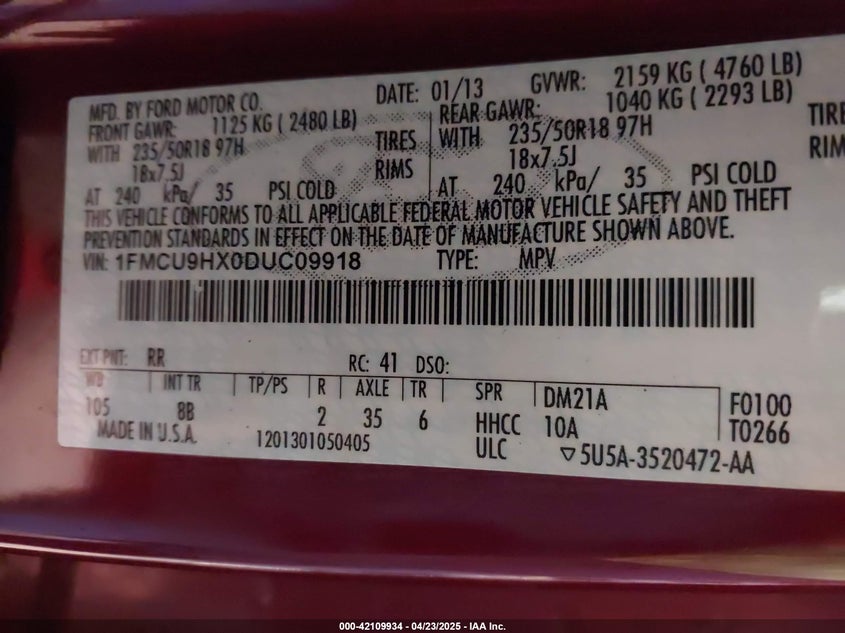 MFD. BY FORD MOTOR CO. DATE: 01/13 GVWR: 2159 KG ( 4760 LB)
FRONT GAWR: 1125 KG ( 2480 LB) REAR GAWR: 1040 KG ( 2293 LB)
WITH 235/50R18 97H TIRES WITH 235/50R18 97H TIRE
18x7.5J RIMS 18x7.5J RIM
AT 240 kPa/ 35 PSI COLD AT 240 kPa/ 35 PSI COLD
THIS VEHICLE CONFORMS TO ALL APPLICABLE FEDERAL MOTOR VEHICLE SAFETY AND THEFT
PREVENTION STANDARDS IN EFFECT ON THE DATE OF MANUFACTURE SHOWN ABOVE.
VIN: 1FMCU9HX0DUC09918 TYPE: MPV
EXT PNT: RR RC: 41 DSO:
WB INT TR TP/PS R AXLE TR SPR DM21A F0100
105 8B 2 35 6 HHCC 10A T0266
MADE IN U.S.A. 1201301050405 ULC ▽5U5A-3520472-AA
000-42109934 - 04/23/2025 - IAA Inc.